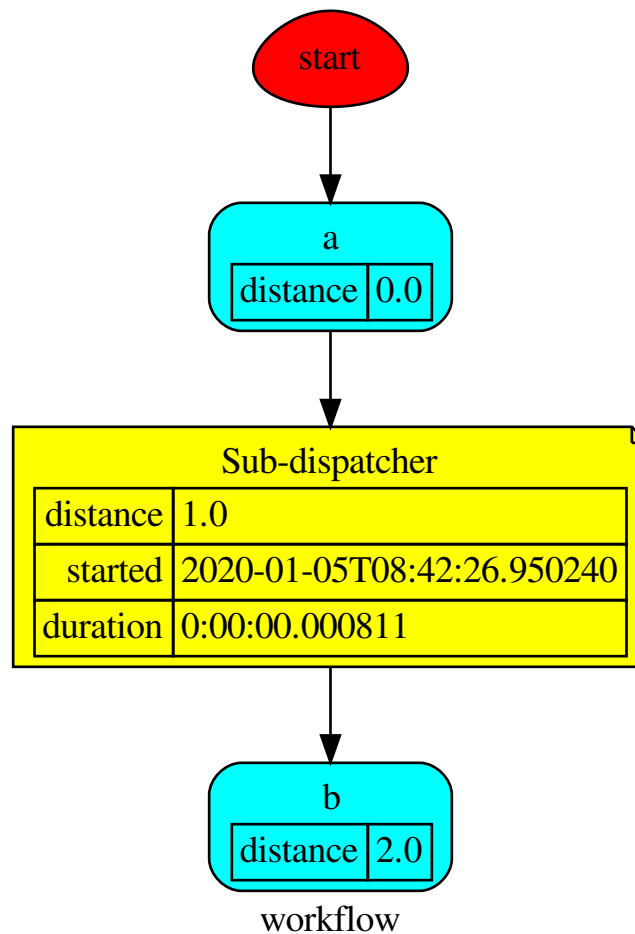 start
a
distance 0.0
Sub-dispatcher
distance 1.0
started 2020-01-05T08:42:26.950240
duration 0:00:00.000811
b
distance 2.0
workflow